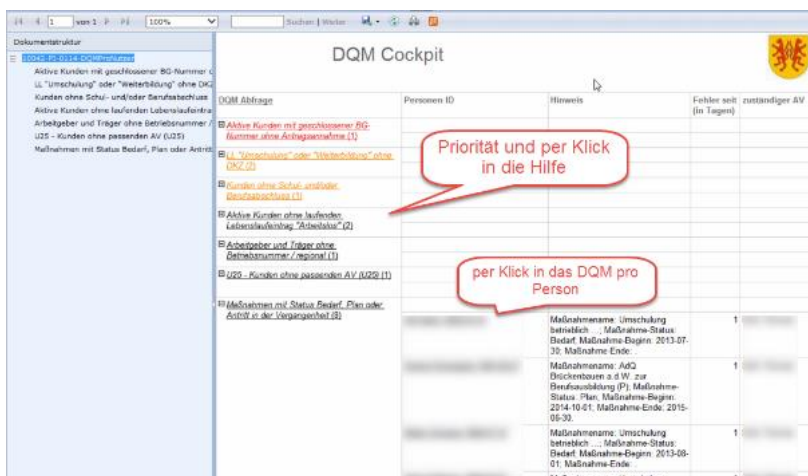 1 von 1 100% Suchen | Weiter
Dokumentstruktur
10042-PI-0114-DQMProNutzer
Aktive Kunden mit geschlossener BG-Nummer
LL "Umschulung" oder "Weiterbildung" ohne DKZ
Kunden ohne Schul- und/oder Berufsabschluss
Aktive Kunden ohne laufenden Lebenslaufeintra
Arbeitgeber und Träger ohne Betriebsnummer /
U25 - Kunden ohne passenden AV (U25)
Maßnahmen mit Status Bedarf, Plan oder Antritt
DQM Cockpit
DQM Abfrage Personen ID Hinweis Fehler seit (in Tagen) zuständiger AV
Aktive Kunden mit geschlossener BG-
Nummer ohne Antragsannahme (1)
LL "Umschulung" oder "Weiterbildung" ohne
DKZ (2)
Kunden ohne Schul- und/oder
Berufsabschluss (1)
Aktive Kunden ohne laufenden
Lebenslaufeintrag "Arbeitslos" (2)
Arbeitgeber und Träger ohne
Betriebsnummer / regional (1)
U25 - Kunden ohne passenden AV (U25) (1)
Maßnahmen mit Status Bedarf, Plan oder
Antritt in der Vergangenheit (8)
Priorität und per Klick
in die Hilfe
per Klick in das DQM pro
Person
Maßnahmename: Umschulung
betrieblich ...; Maßnahme-Status:
Bedarf; Maßnahme-Beginn: 2013-07-
30; Maßnahme-Ende: .
1
Maßnahmename: AdQ
Brückenbauen a.d.W. zur
Berufsausbildung (P); Maßnahme-
Status: Plan; Maßnahme-Beginn:
2014-10-01; Maßnahme-Ende: 2015-
06-30.
1
Maßnahmename: Umschulung
betrieblich ...; Maßnahme-Status:
Bedarf; Maßnahme-Beginn: 2013-08-
01; Maßnahme-Ende: .
1